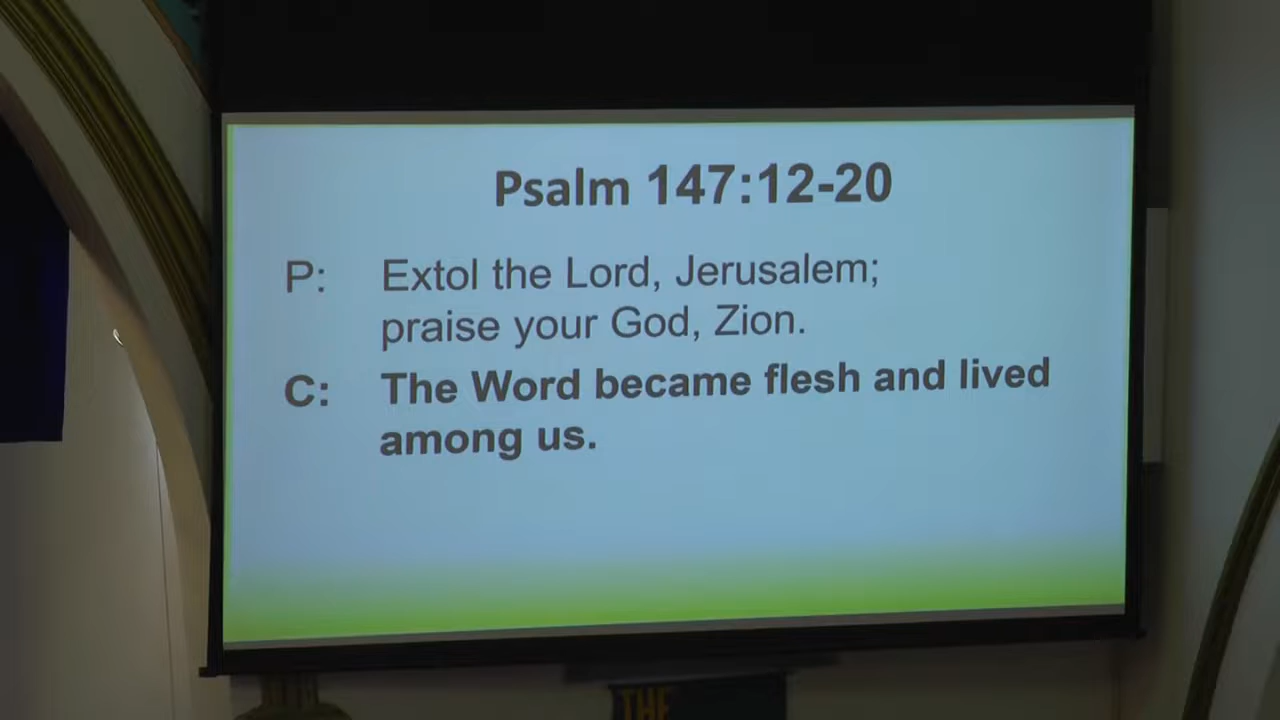 Psalm 147:12-20
P: Extol the Lord, Jerusalem;
praise your God, Zion.
C: The Word became flesh and lived
among us.
THE